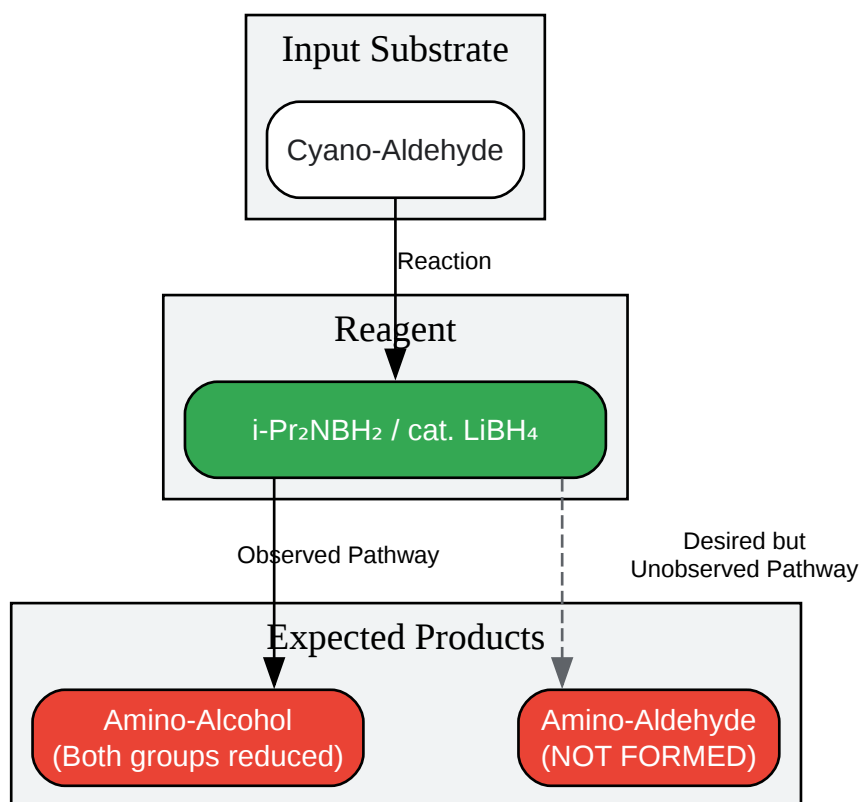 Input Substrate
Cyano-Aldehyde
Reaction
Reagent
i-Pr₂NBH₂ / cat. LiBH₄
Observed Pathway
Desired but
Unobserved Pathway
Expected Products
Amino-Alcohol
(Both groups reduced)
Amino-Aldehyde
(NOT FORMED)